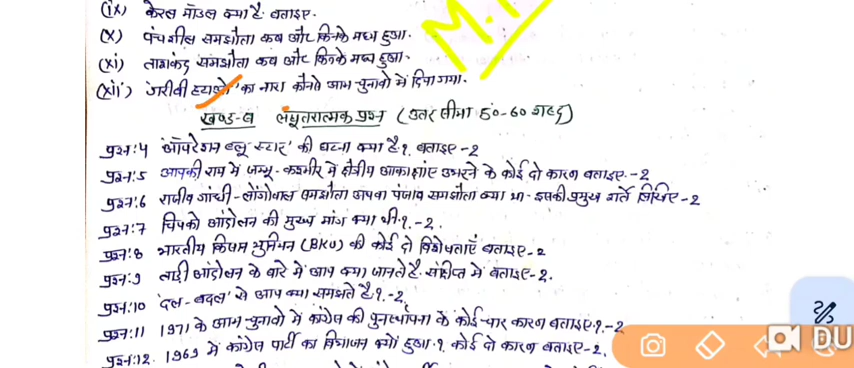 (ix) केरल मॉडल क्या है बताइए-
(x) पंचशील समझौता कब और किनके मध्य हुआ.
(xi) ताशकंद समझौता कब और किनके मध्य हुआ.
(xii) 'गरीबी हटाओ' का नारा कौनसे आम चुनावों में दिया गया.
खण्ड-ब लघुत्तरात्मक प्रश्न (उत्तर सीमा 50-60 शब्द)
प्रश्न:4 'ऑपरेशन ब्लू स्टार' की घटना क्या है? बताइए -2
प्रश्न:5 आपकी राय में जम्मू-कश्मीर में क्षेत्रीय आकांक्षाएं उभरने के कोई दो कारण बताइए.-2
प्रश्न:6 राजीव गांधी-लोंगोवाल समझौता अथवा पंजाब समझौता क्या था-इसकी प्रमुख शर्ते लिखिए-2
प्रश्न:7 चिपको आंदोलन की मुख्य मांग क्या थी?-2.
प्रश्न:8 भारतीय किसान यूनियन (BKU) की कोई दो विशेषताएँ बताइए-2
प्रश्न:9 ताड़ी आंदोलन के बारे में आप क्या जानते है. संक्षिप्त में बताइए-2.
प्रश्न:10 'दल-बदल' से आप क्या समझते है?-2
प्रश्न:11 1971 के आम-चुनावों में कांग्रेस की पुनर्स्थापना के कोई-चार कारण बताइए?-2
प्रश्न:12. 1969 में कांग्रेस पार्टी का विभाजन क्यों हुआ? कोई दो कारण बताइए-2.
M.
2/2
DU